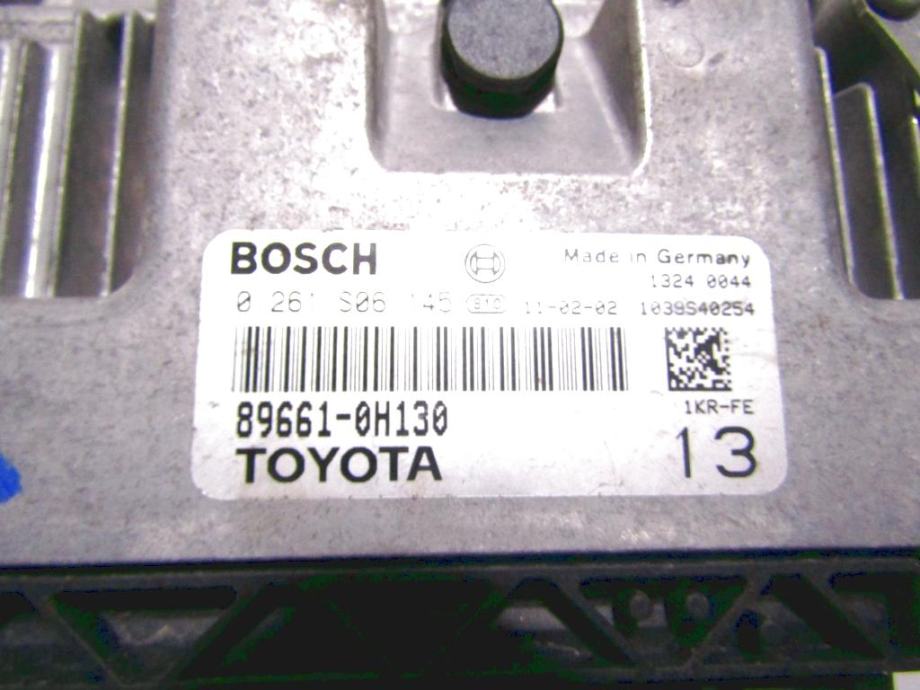 BOSCH Made in Germany
1324 0044
0 261 S06 145 11-02-02 1039S40254
89661-0H130 1KR-FE
TOYOTA 13